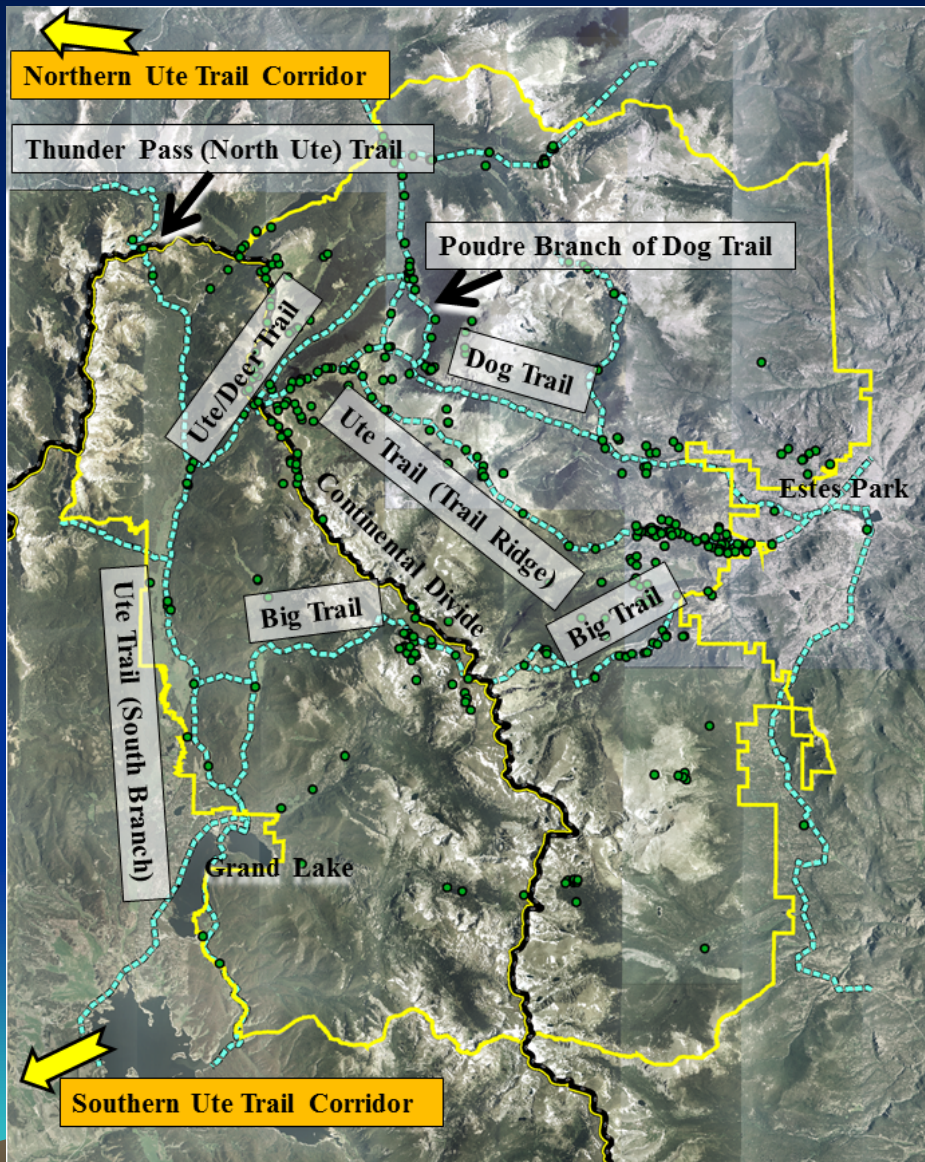 Northern Ute Trail Corridor
Thunder Pass (North Ute) Trail
Poudre Branch of Dog Trail
Ute/Deer Trail
Dog Trail
Ute Trail (Trail Ridge)
Estes Park
Continental Divide
Big Trail
Big Trail
Ute Trail (South Branch)
Grand Lake
Southern Ute Trail Corridor